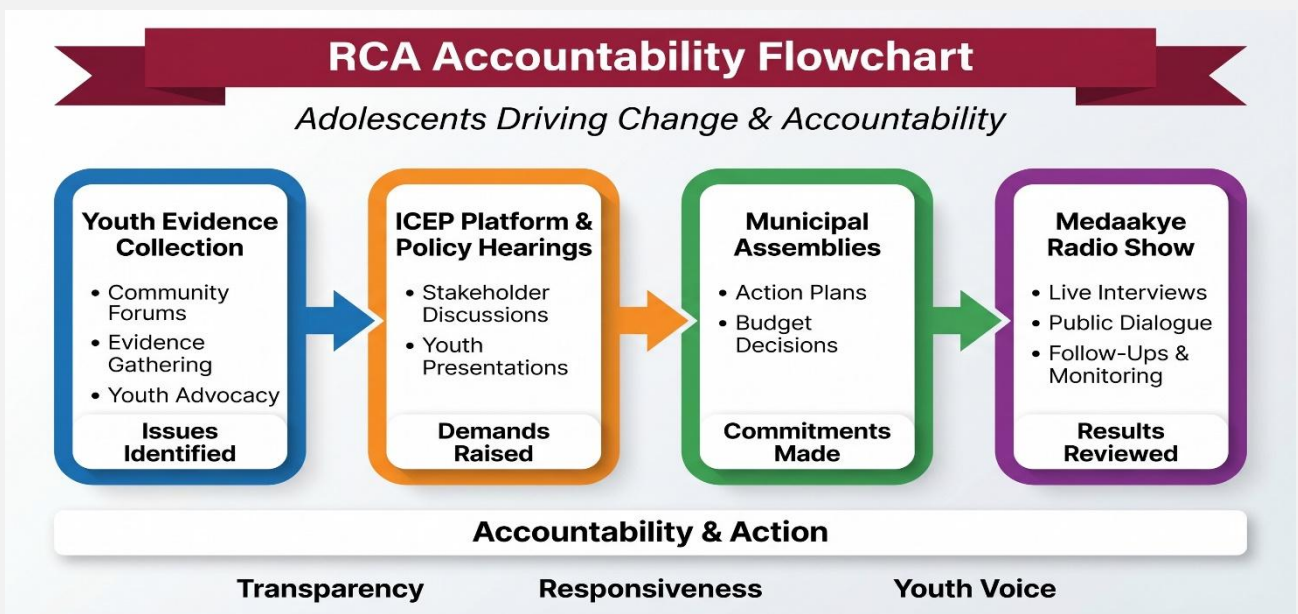 RCA Accountability Flowchart
Adolescents Driving Change & Accountability
Youth Evidence
Collection
• Community
Forums
• Evidence
Gathering
• Youth Advocacy
Issues
Identified
ICEP Platform &
Policy Hearings
• Stakeholder
Discussions
• Youth
Presentations
Demands
Raised
Municipal
Assemblies
• Action Plans
• Budget
Decisions
Commitments
Made
Medaakye
Radio Show
• Live Interviews
• Public Dialogue
• Follow-Ups &
Monitoring
Results
Reviewed
Accountability & Action
Transparency
Responsiveness
Youth Voice